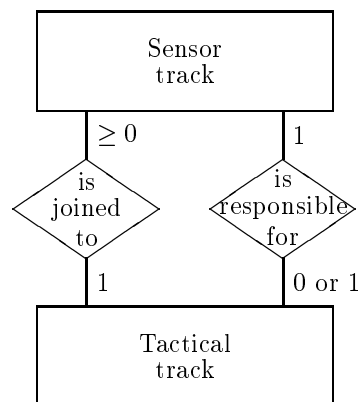 Sensor
track
≥ 0
1
is
joined
to
is
responsible
for
1
0 or 1
Tactical
track